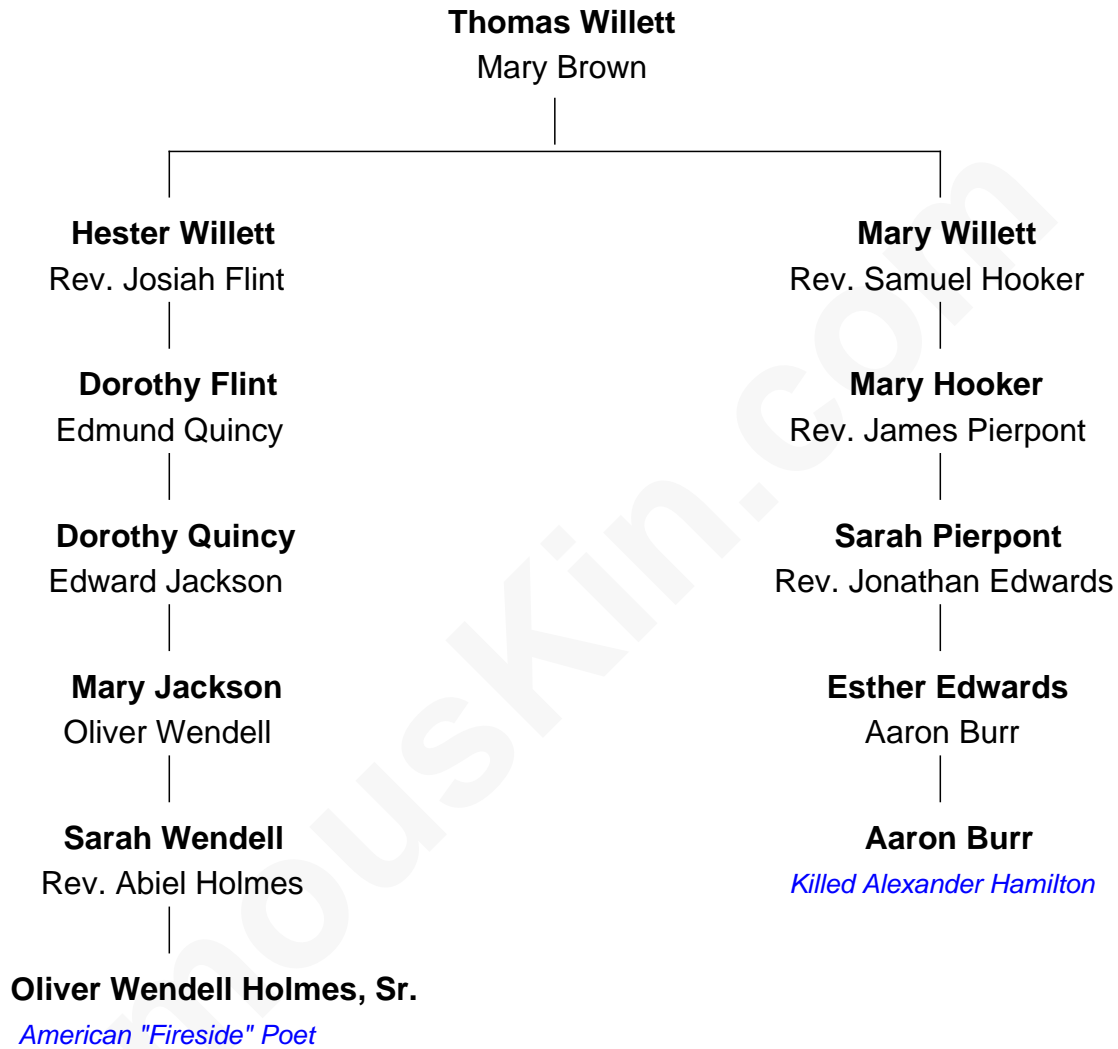 Thomas Willett
Mary Brown
Hester Willett
Rev. Josiah Flint
Mary Willett
Rev. Samuel Hooker
Dorothy Flint
Edmund Quincy
Mary Hooker
Rev. James Pierpont
Dorothy Quincy
Edward Jackson
Sarah Pierpont
Rev. Jonathan Edwards
Mary Jackson
Oliver Wendell
Esther Edwards
Aaron Burr
Sarah Wendell
Rev. Abiel Holmes
Aaron Burr
Killed Alexander Hamilton
Oliver Wendell Holmes, Sr.
American "Fireside" Poet
mouskin.com